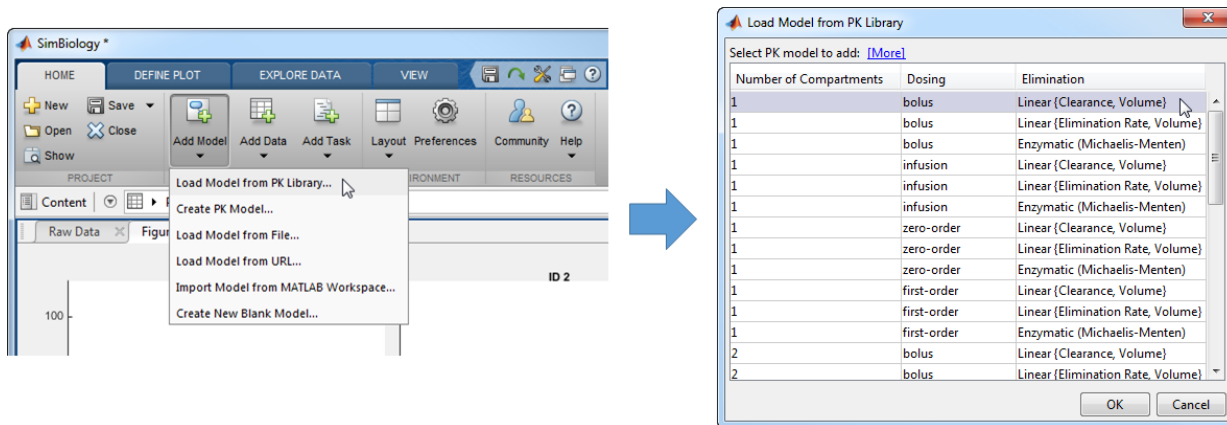 SimBiology *
HOME DEFINE PLOT EXPLORE DATA VIEW
New Save
Open Close
Show
Add Model Add Data Add Task Layout Preferences Community Help
PROJECT IRONMENT RESOURCES
Load Model from PK Library...
Create PK Model...
Load Model from File...
Load Model from URL...
Import Model from MATLAB Workspace...
Create New Blank Model...
Content
Raw Data Figur
ID 2
100
Load Model from PK Library
Select PK model to add: [More]
Number of Compartments Dosing Elimination
1 bolus Linear {Clearance, Volume}
1 bolus Linear {Elimination Rate, Volume}
1 bolus Enzymatic (Michaelis-Menten)
1 infusion Linear {Clearance, Volume}
1 infusion Linear {Elimination Rate, Volume}
1 infusion Enzymatic (Michaelis-Menten)
1 zero-order Linear {Clearance, Volume}
1 zero-order Linear {Elimination Rate, Volume}
1 zero-order Enzymatic (Michaelis-Menten)
1 first-order Linear {Clearance, Volume}
1 first-order Linear {Elimination Rate, Volume}
1 first-order Enzymatic (Michaelis-Menten)
2 bolus Linear {Clearance, Volume}
2 bolus Linear {Elimination Rate, Volume}
OK Cancel